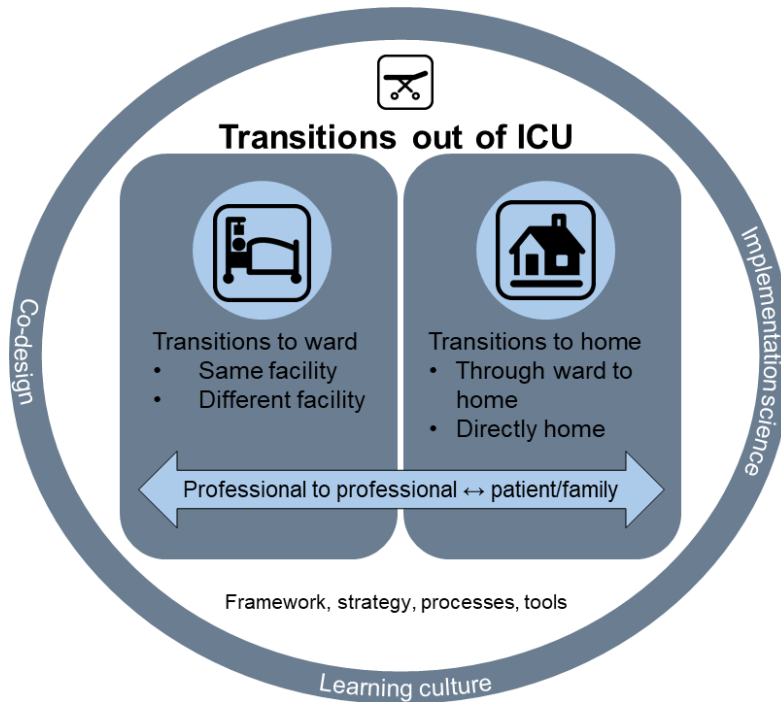 Transitions out of ICU
Transitions to ward
• Same facility
• Different facility
Transitions to home
• Through ward to
home
• Directly home
Professional to professional ↔ patient/family
Framework, strategy, processes, tools
Co-design
Implementation science
Learning culture